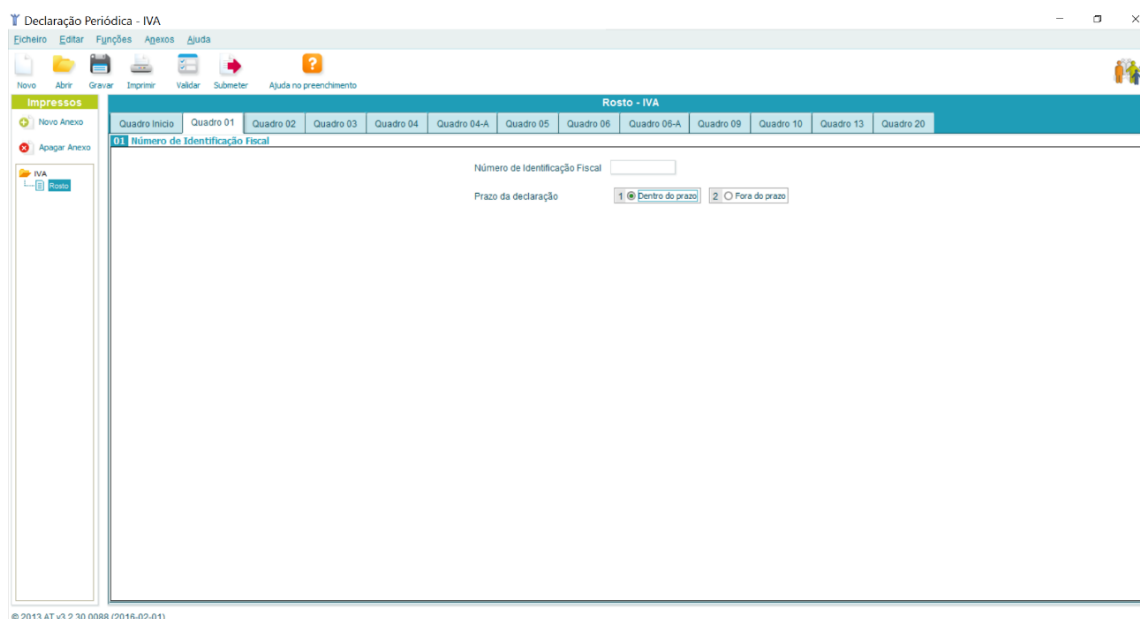 Declaração Periódica - IVA
Ficheiro Editar Funções Anexos Ajuda
Novo Abrir Gravar Imprimir Validar Submeter Ajuda no preenchimento
Impressos
Rosto - IVA
Novo Anexo
Quadro Início Quadro 01 Quadro 02 Quadro 03 Quadro 04 Quadro 04-A Quadro 05 Quadro 06 Quadro 06-A Quadro 09 Quadro 10 Quadro 13 Quadro 20
01 Número de Identificação Fiscal
Apagar Anexo
Número de Identificação Fiscal
IVA
Rosto
Prazo da declaração 1 Dentro do prazo 2 Fora do prazo
© 2013 AT v3.2.30.0088 (2016-02-01)